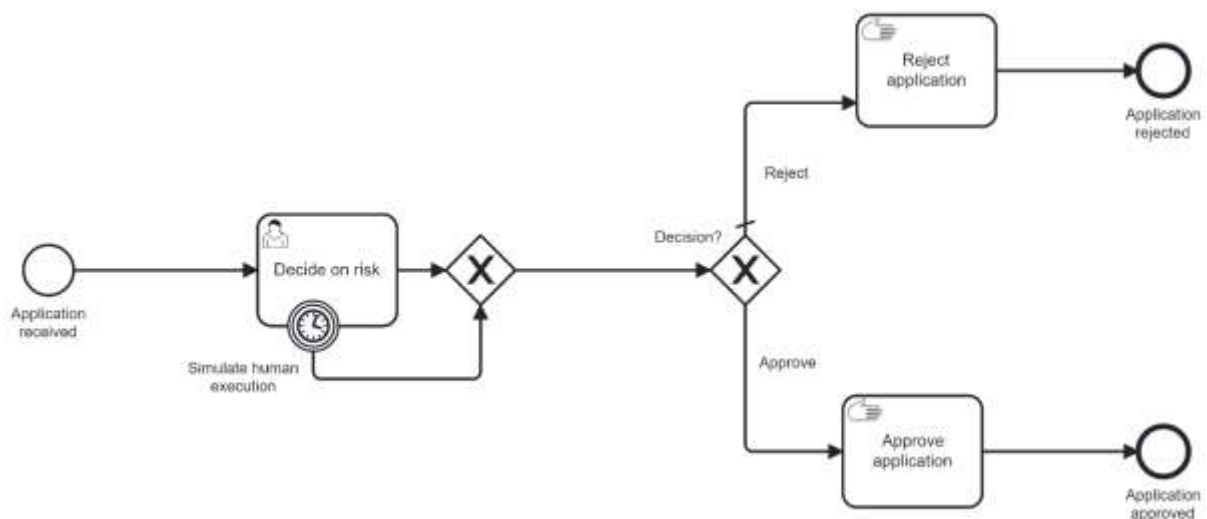 Reject
application
Application
rejected
Reject
Decision?
Decide on risk
Application
received
Simulate human
execution
Approve
Approve
application
Application
approved